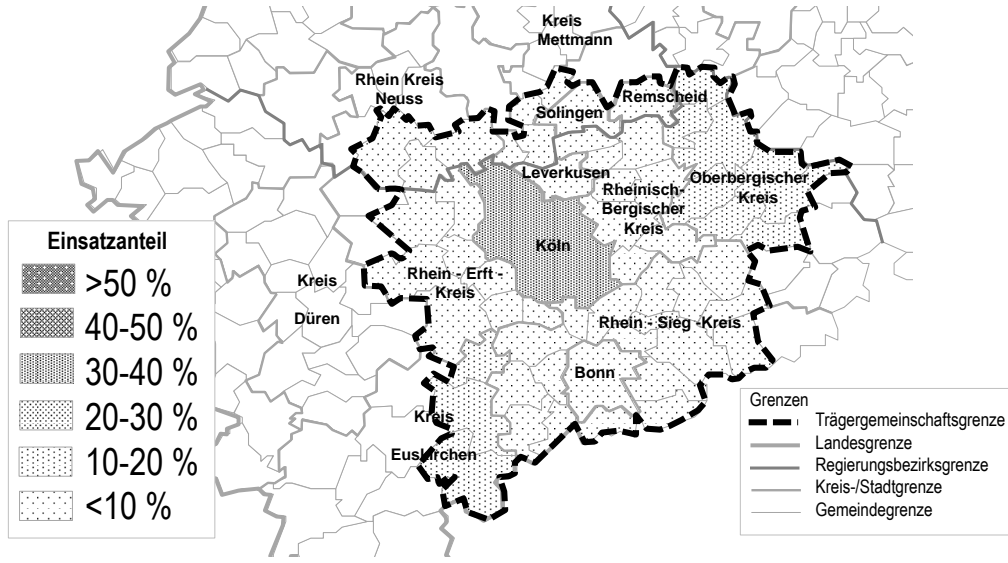 Kreis
Mettmann
Rhein Kreis
Neuss
Solingen
Remscheid
Leverkusen
Rheinisch-
Bergischer
Kreis
Oberbergischer
Kreis
Köln
Kreis
Düren
Rhein - Erft -
Kreis
Rhein - Sieg -Kreis
Bonn
Kreis
Euskirchen
Einsatzanteil
>50 %
40-50 %
30-40 %
20-30 %
10-20 %
<10 %
Grenzen
Trägergemeinschaftsgrenze
Landesgrenze
Regierungsbezirksgrenze
Kreis-/Stadtgrenze
Gemeindegrenze